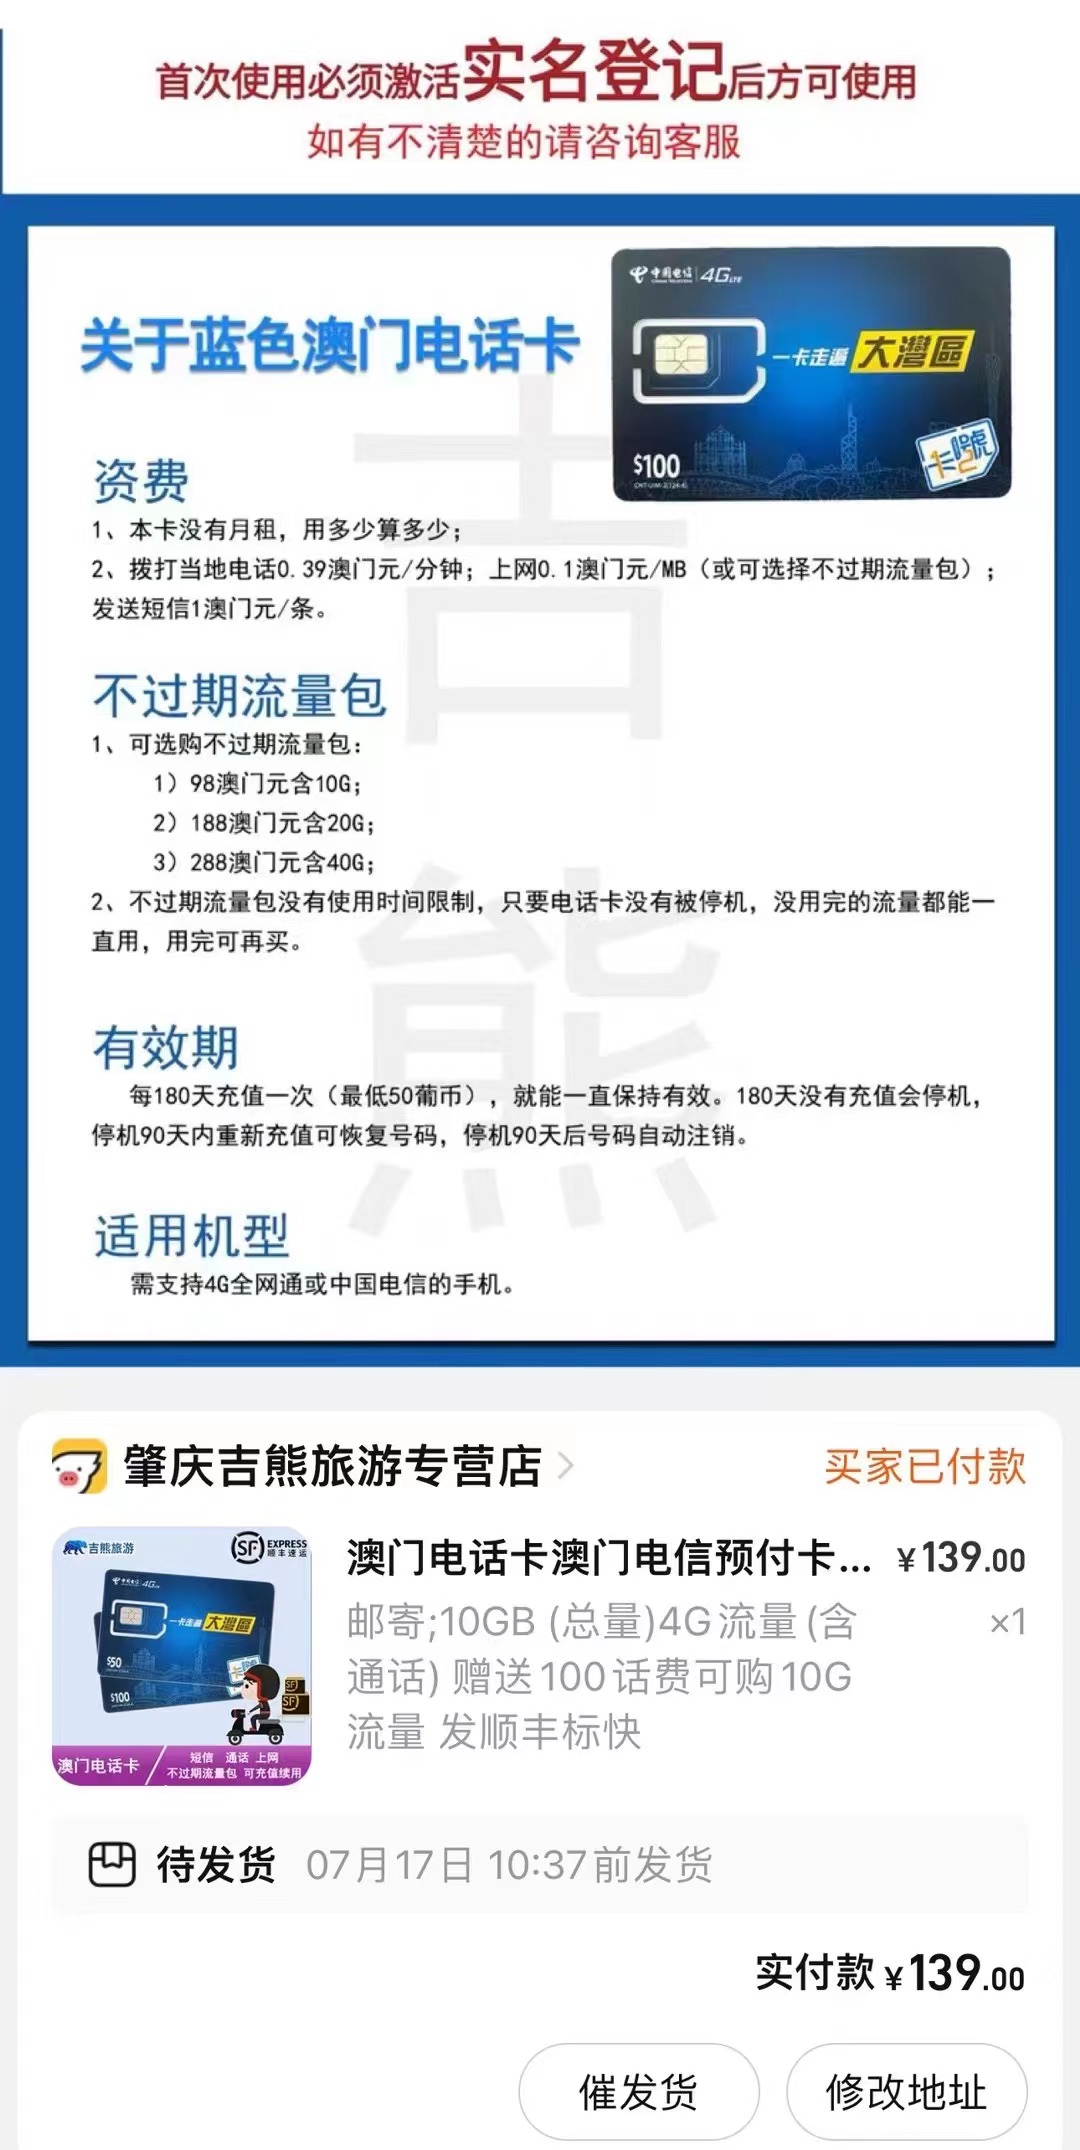 首次使用必须激活实名登记后方可使用
如有不清楚的请咨询客服
中国电信 4G LTE
关于蓝色澳门电话卡
一卡走遍 大灣區
卡2號
$100
资费
1、本卡没有月租，用多少算多少；
2、拨打当地电话0.39澳门元/分钟；上网0.1澳门元/MB（或可选择不过期流量包）；
发送短信1澳门元/条。
不过期流量包
1、可选购不过期流量包：
1）98澳门元含10G；
2）188澳门元含20G；
3）288澳门元含40G；
2、不过期流量包没有使用时间限制，只要电话卡没有被停机，没用完的流量都能一
直用，用完可再买。
有效期
每180天充值一次（最低50葡币），就能一直保持有效。180天没有充值会停机，
停机90天内重新充值可恢复号码，停机90天后号码自动注销。
适用机型
需支持4G全网通或中国电信的手机。
吉
熊
肇庆吉熊旅游专营店
买家已付款
吉熊旅游
SF EXPRESS
顺丰速运
中国电信 4G
一卡走遍 大灣區
$50
$100
SF
SF
澳门电话卡
短信 通话 上网
不过期流量包 可充值续用
澳门电话卡澳门电信预付卡... ¥139.00
邮寄;10GB (总量)4G流量(含 ×1
通话) 赠送100话费可购10G
流量 发顺丰标快
待发货 07月17日 10:37前发货
实付款 ¥139.00
催发货
修改地址